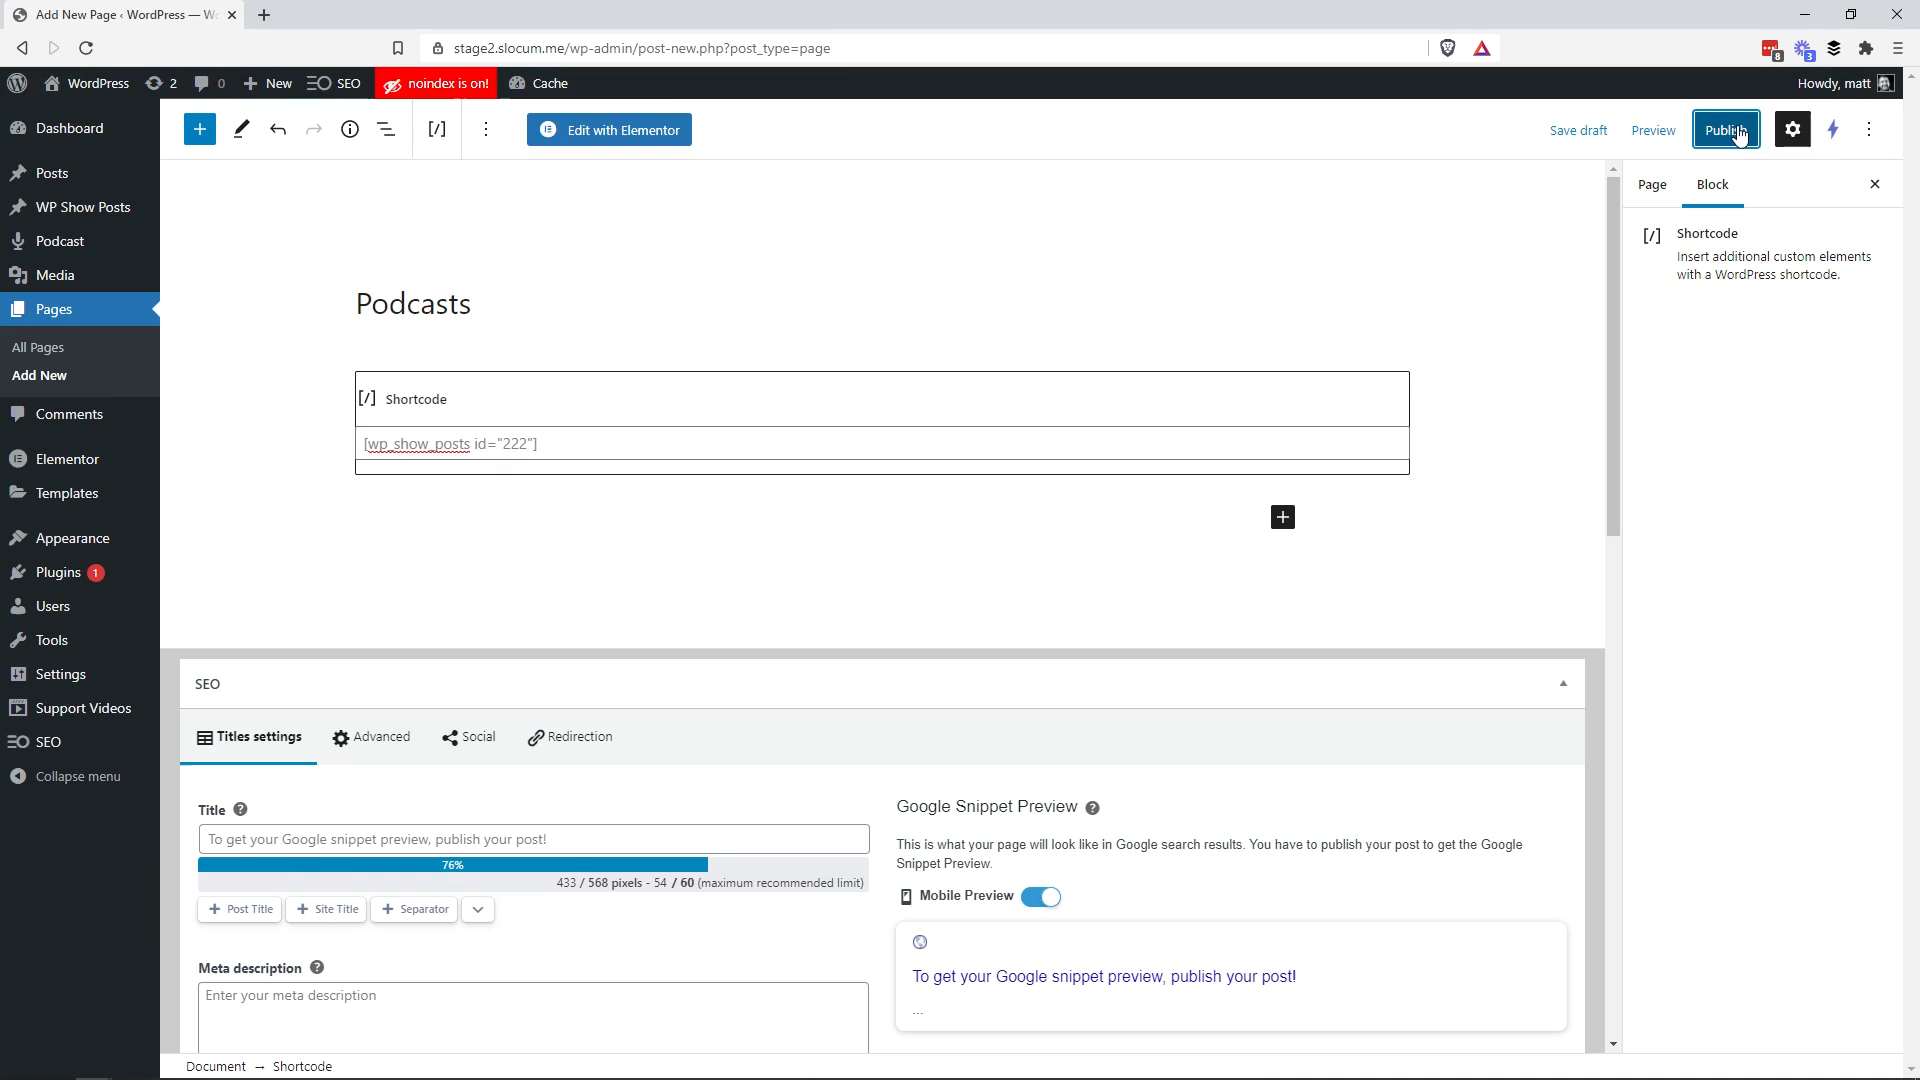 Add New Page ‹ WordPress — W
stage2.slocum.me/wp-admin/post-new.php?post_type=page
8
3
WordPress
2
0
New
SEO
noindex is on!
Cache
Howdy, matt
Dashboard
Posts
WP Show Posts
Podcast
Media
Pages
All Pages
Add New
Comments
Elementor
Templates
Appearance
Plugins 1
Users
Tools
Settings
Support Videos
SEO
Collapse menu
[/]
Edit with Elementor
Save draft
Preview
Publish
Podcasts
[/] Shortcode
[wp_show_posts id="222"]
Page
Block
[/] Shortcode
Insert additional custom elements
with a WordPress shortcode.
SEO
Titles settings
Advanced
Social
Redirection
Title
To get your Google snippet preview, publish your post!
76%
433 / 568 pixels - 54 / 60 (maximum recommended limit)
+ Post Title
+ Site Title
+ Separator
Meta description
Enter your meta description
Google Snippet Preview
This is what your page will look like in Google search results. You have to publish your post to get the Google
Snippet Preview.
Mobile Preview
To get your Google snippet preview, publish your post!
...
Document → Shortcode